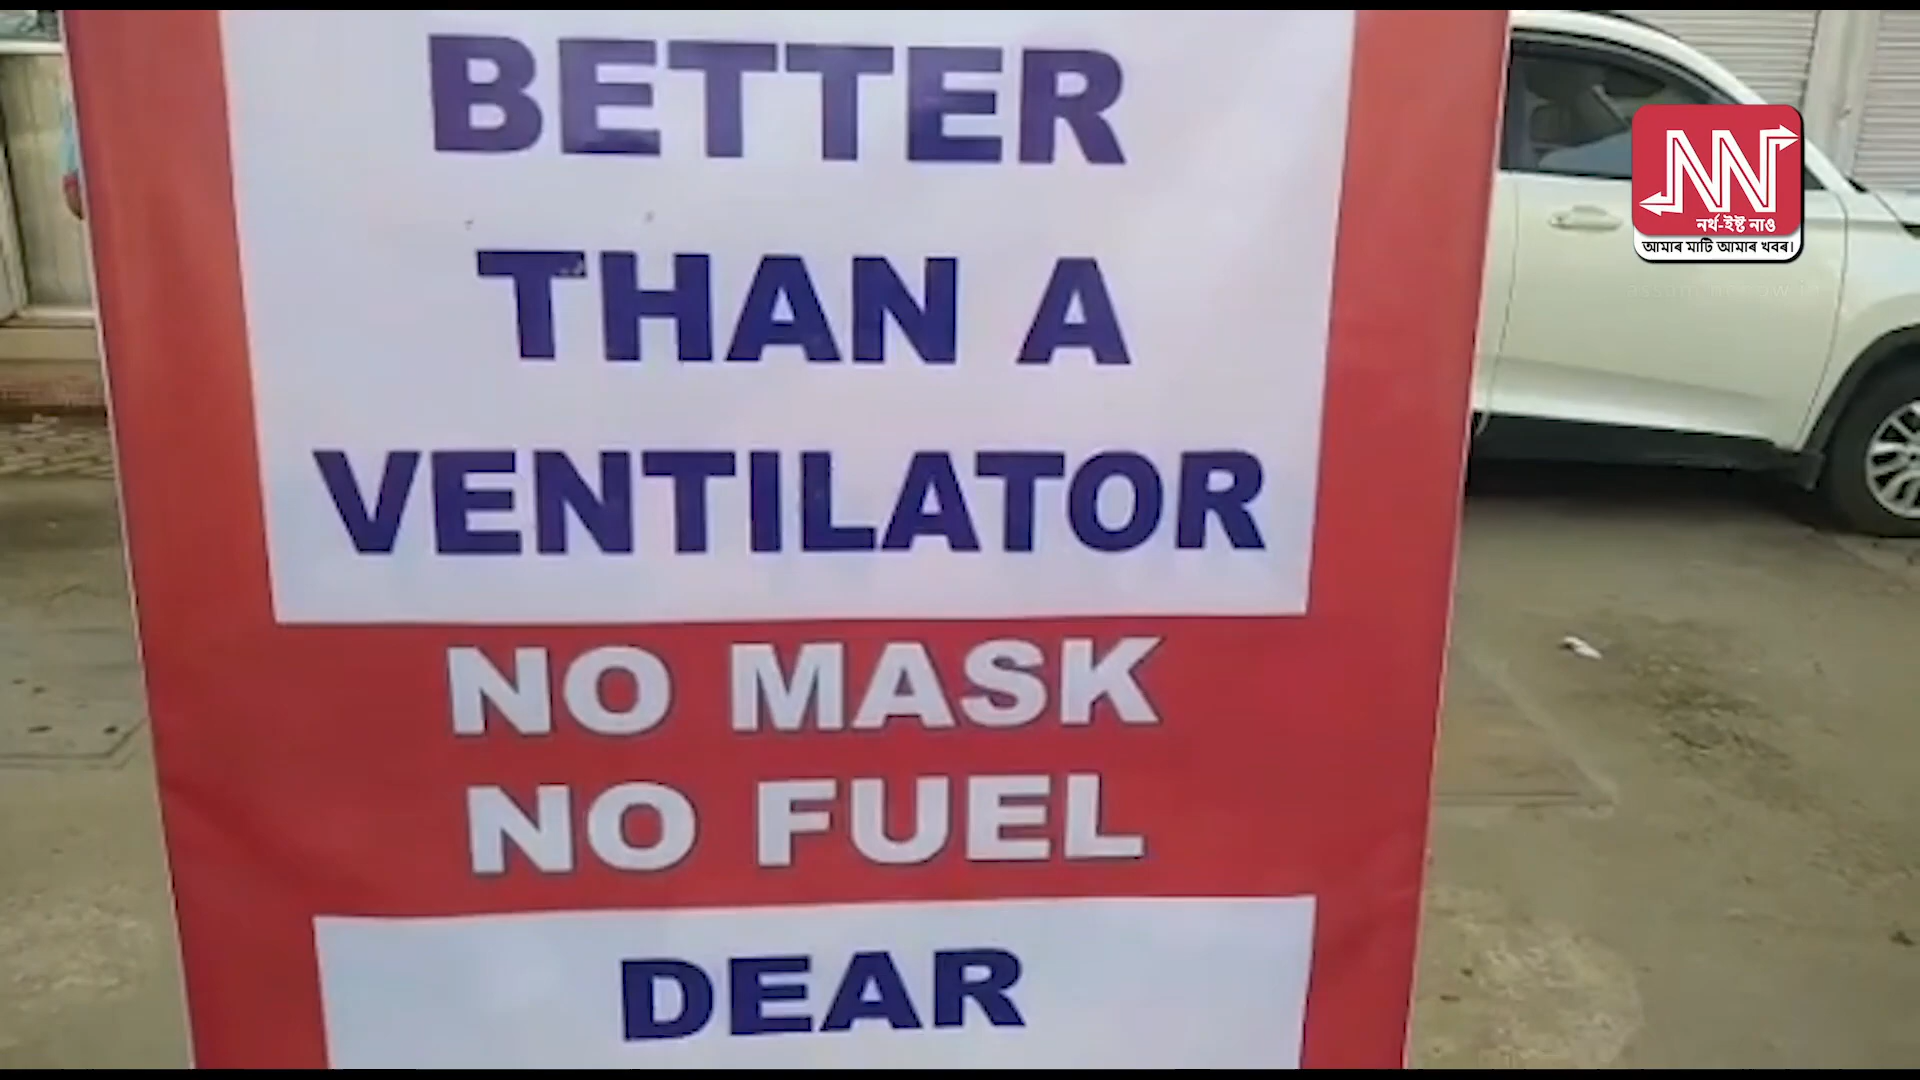 BETTER
THAN A
VENTILATOR
NO MASK
NO FUEL
DEAR
নৰ্থ-ইষ্ট নাও
আমাৰ মাটি আমাৰ খবৰ।